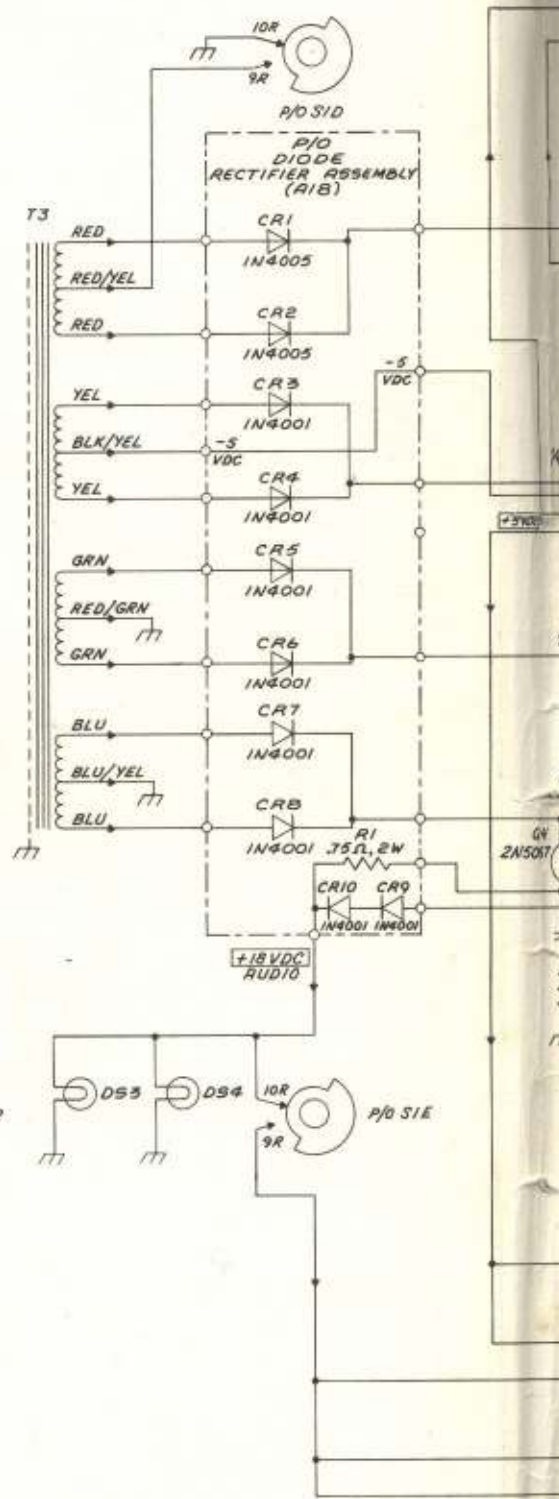 10R
9R
P/O S1D
P/O
DIODE
RECTIFIER ASSEMBLY
(A18)
T3
RED
CR1
1N4005
RED/YEL
RED
CR2
1N4005
YEL
CR3
1N4001
-5
VDC
BLK/YEL
-5
VDC
YEL
CR4
1N4001
GRN
CR5
1N4001
RED/GRN
GRN
CR6
1N4001
BLU
CR7
1N4001
BLU/YEL
BLU
CR8
1N4001
R1
.75Ω, 2W
Q4
CR10
CR9
1N4001
1N4001
+18VDC
AUDIO
DS3
DS4
10R
9R
P/O S1E